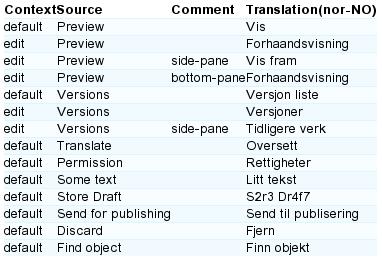 Context Source Comment Translation(nor-NO)
default Preview Vis
edit Preview Forhaandsvisning
edit Preview side-pane Vis fram
edit Preview bottom-pane Forhaandsvisning
default Versions Versjon liste
edit Versions Versjoner
edit Versions side-pane Tidligere verk
default Translate Oversett
default Permission Rettigheter
default Some text Litt tekst
default Store Draft S2r3 Dr4f7
default Send for publishing Send til publisering
default Discard Fjern
default Find object Finn objekt